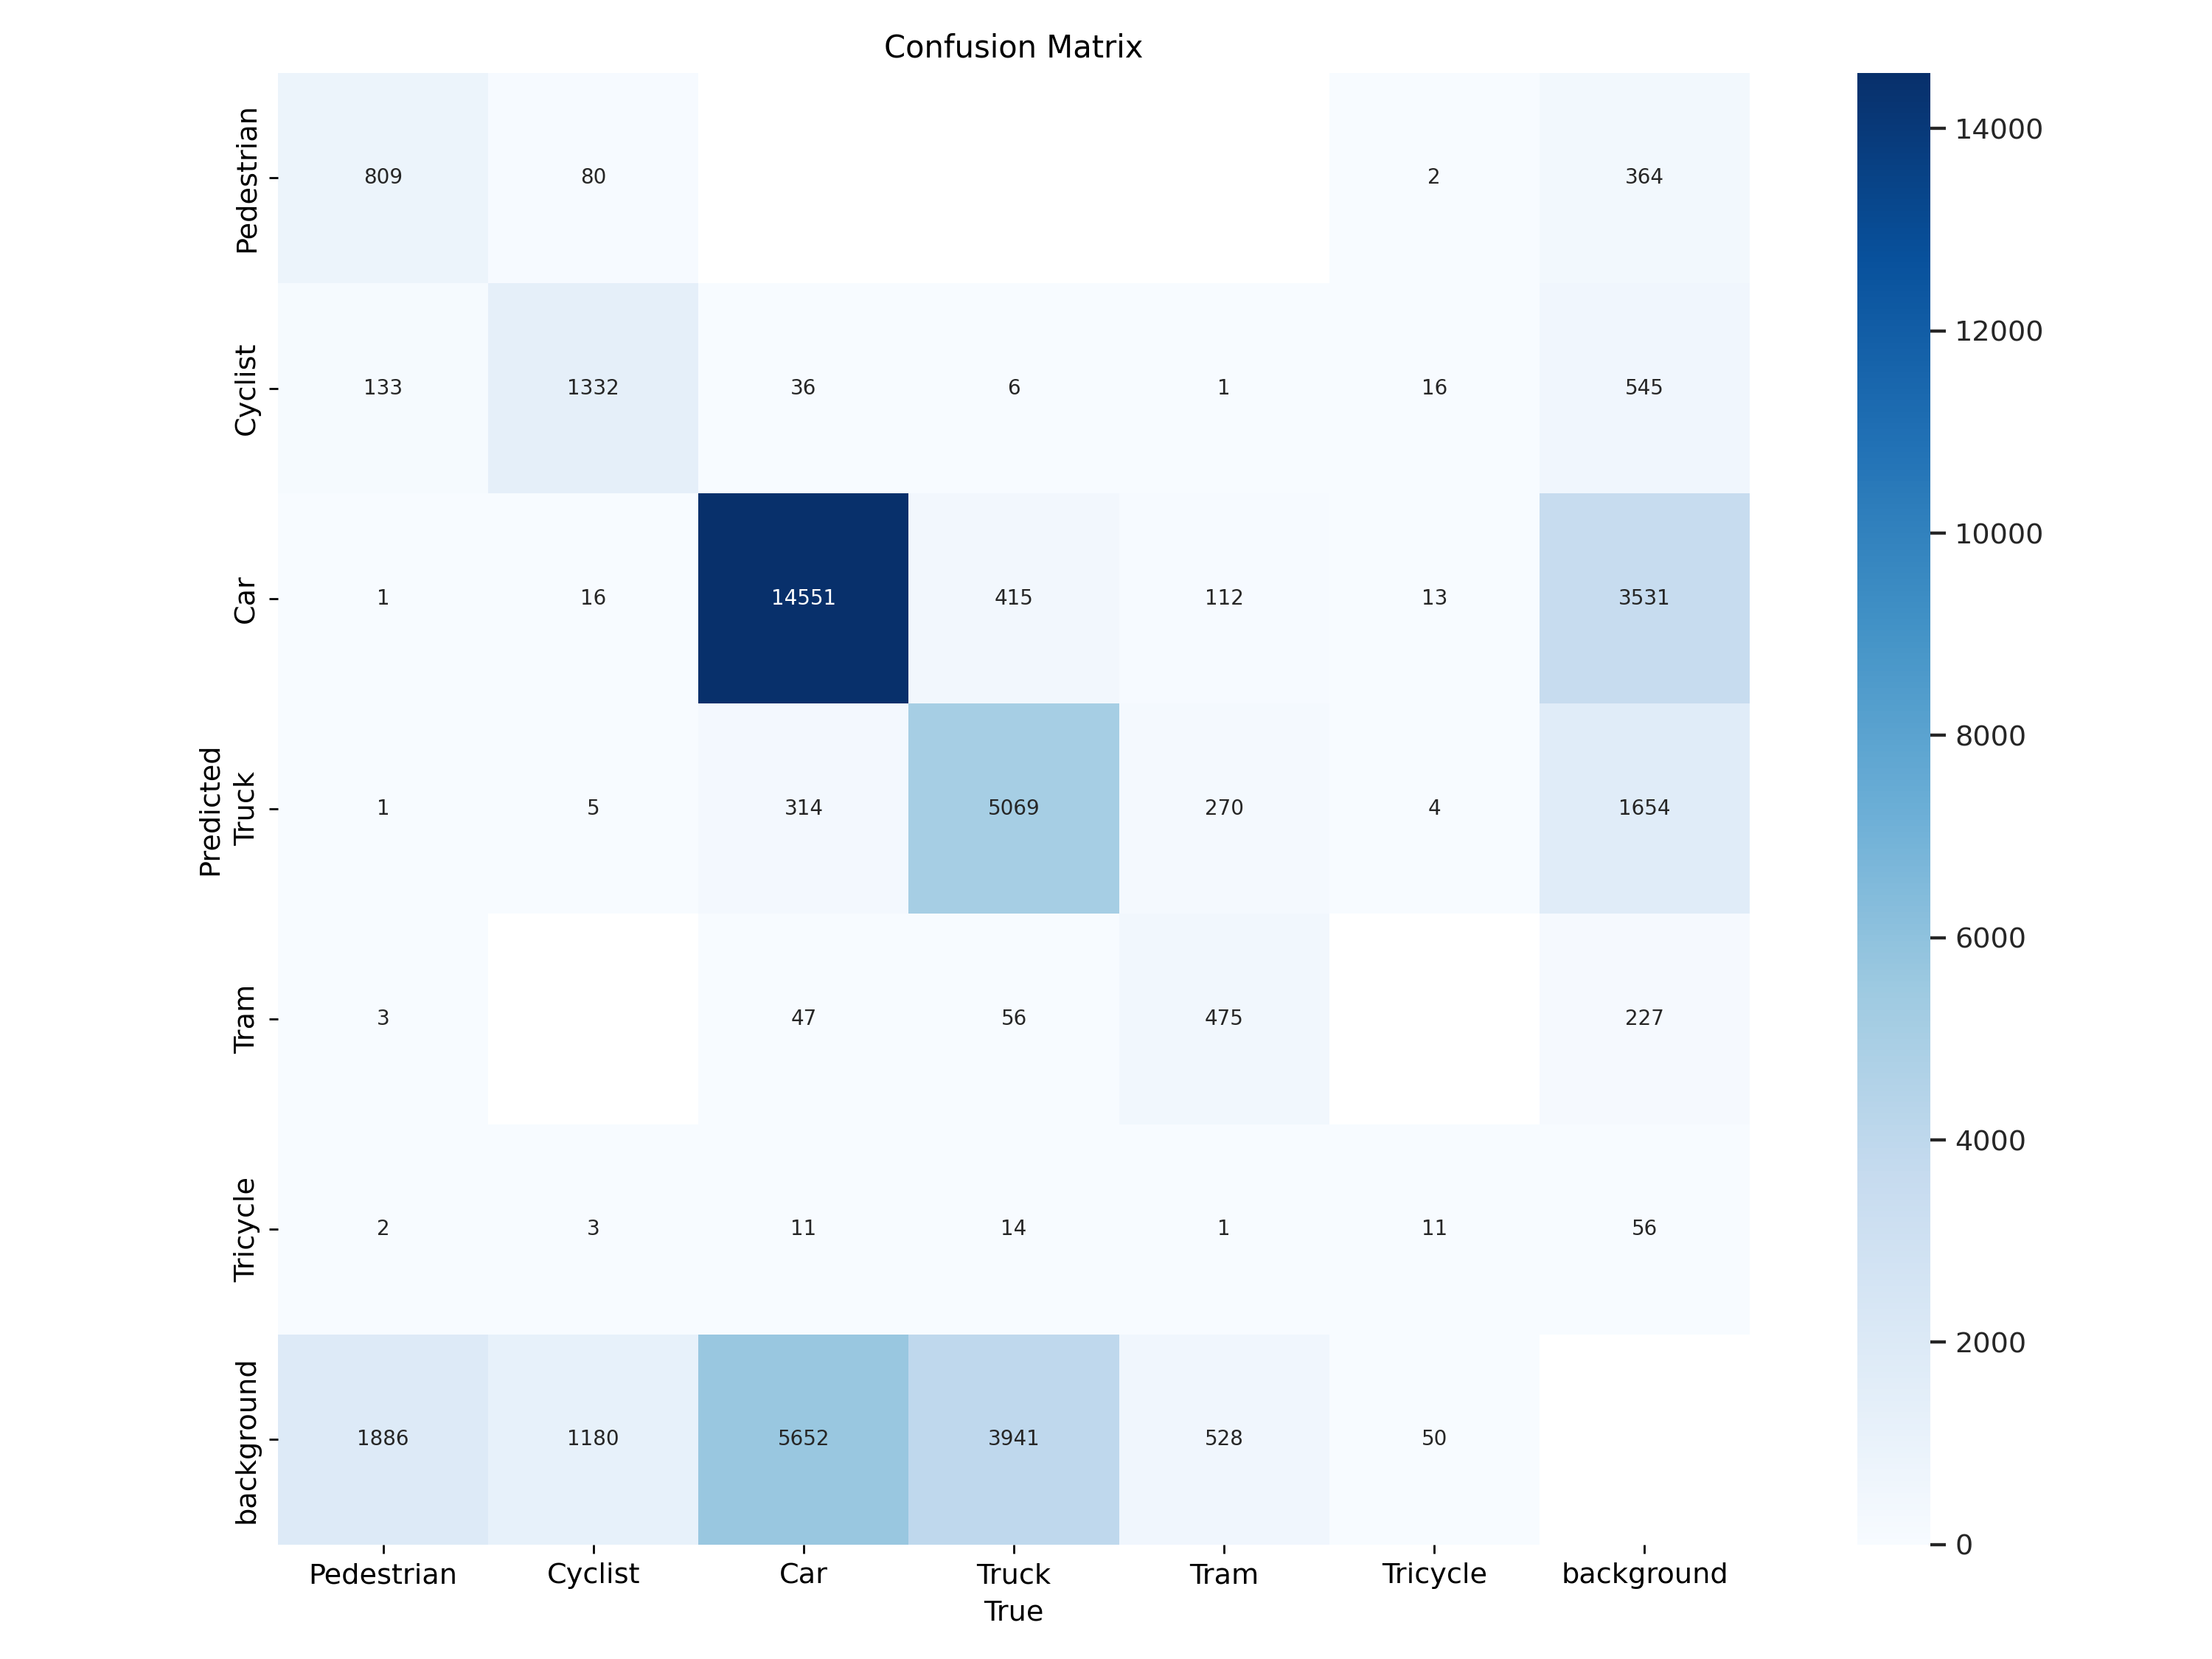 Confusion Matrix
Pedestrian 809 80 2 364
Cyclist 133 1332 36 6 1 16 545
Car 1 16 14551 415 112 13 3531
Truck 1 5 314 5069 270 4 1654
Tram 3 47 56 475 227
Tricycle 2 3 11 14 1 11 56
background 1886 1180 5652 3941 528 50
Predicted
Pedestrian Cyclist Car Truck Tram Tricycle background
True
14000
12000
10000
8000
6000
4000
2000
0